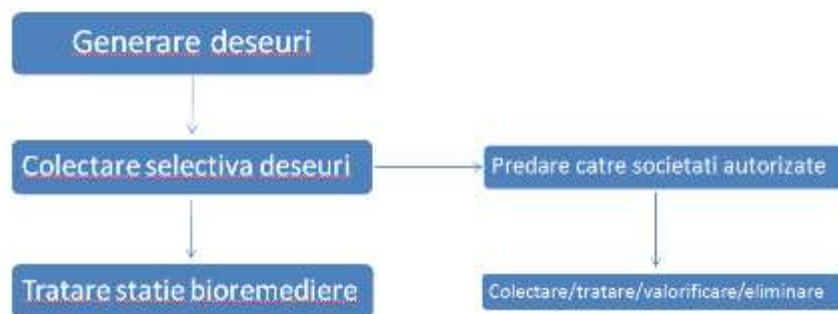 Generare deseuri
Colectare selectiva deseuri
Predare catre societati autorizate
Tratare statie bioremediere
Colectare/tratare/valorificare/eliminare